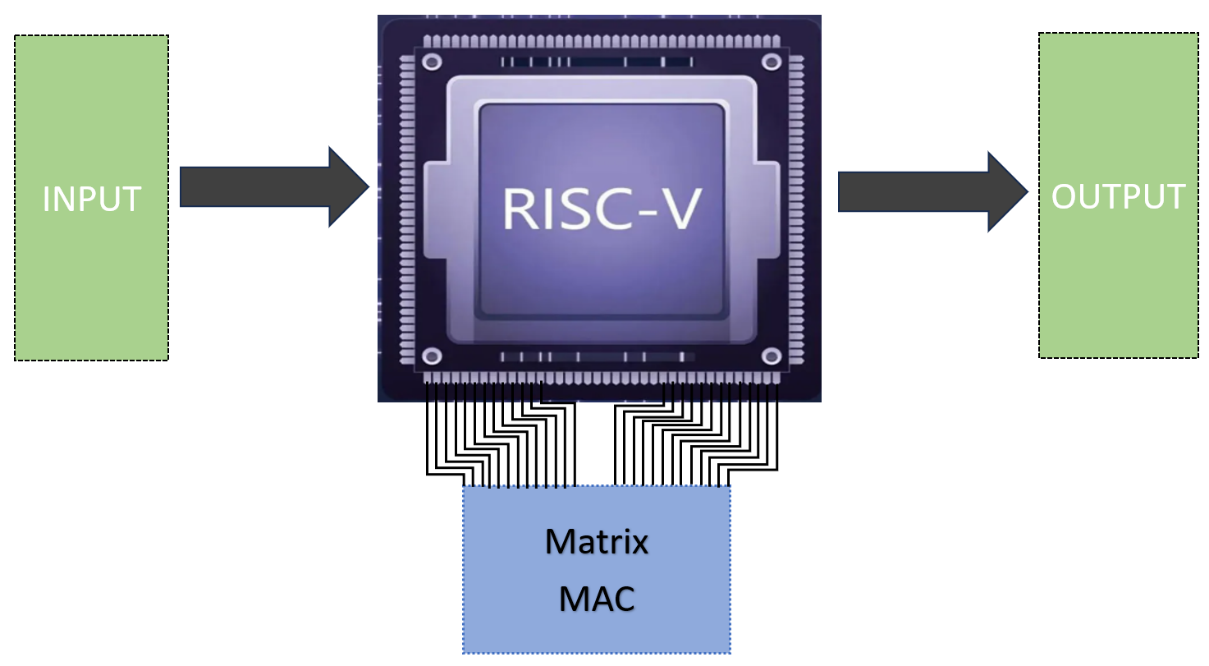 INPUT
RISC-V
OUTPUT
Matrix
MAC